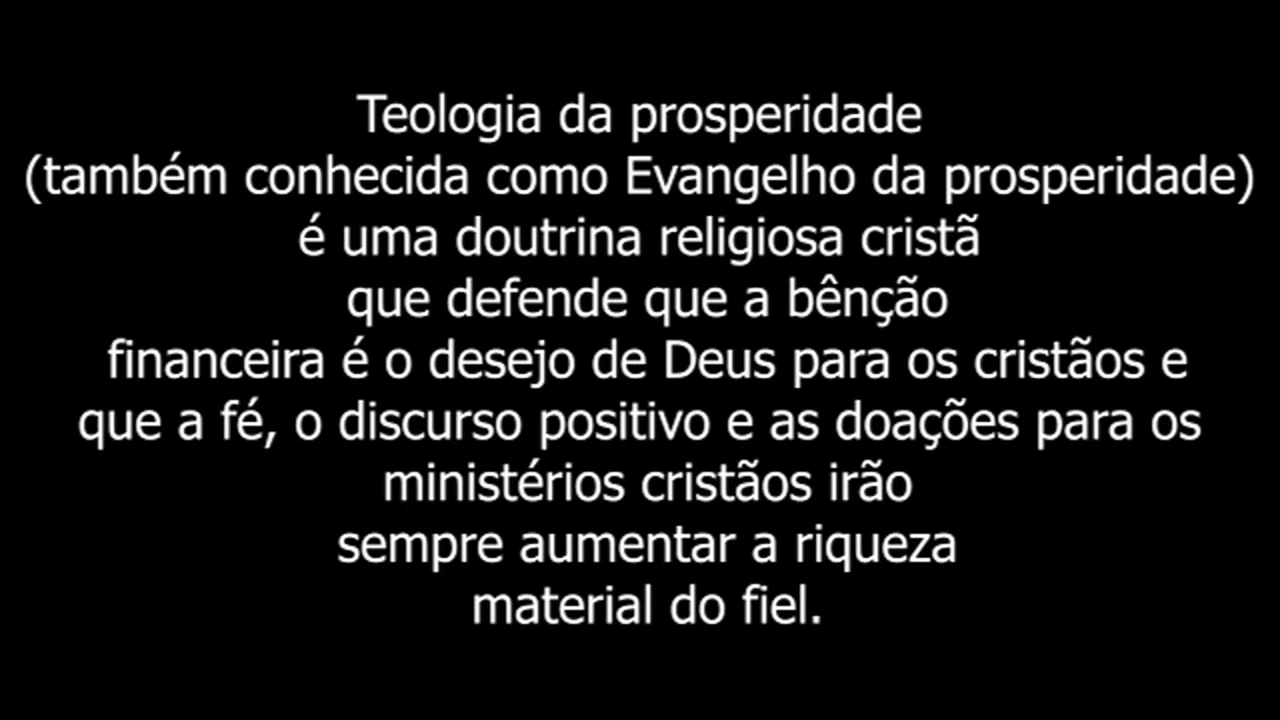 Teologia da prosperidade
(também conhecida como Evangelho da prosperidade)
é uma doutrina religiosa cristã
que defende que a bênção
financeira é o desejo de Deus para os cristãos e
que a fé, o discurso positivo e as doações para os
ministérios cristãos irão
sempre aumentar a riqueza
material do fiel.